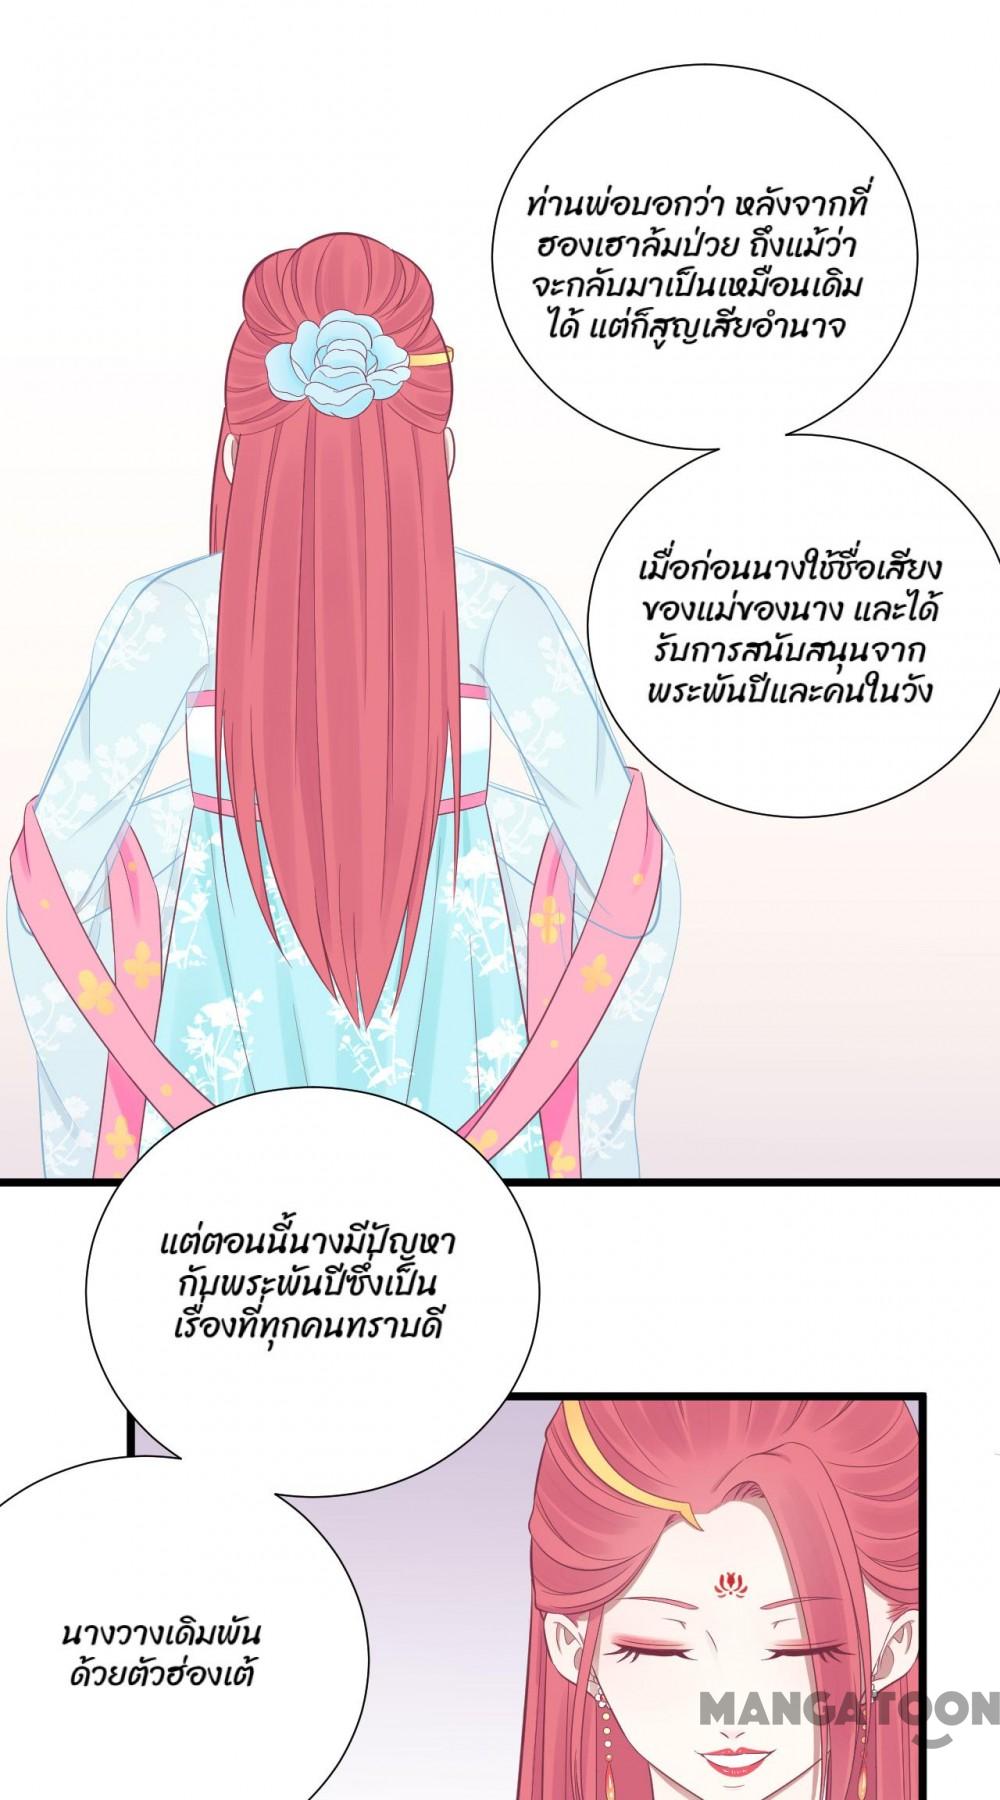 ท่านพ่อบอกว่า หลังจากที่
ฮองเฮาล้มป่วย ถึงแม้ว่า
จะกลับมาเป็นเหมือนเดิม
ได้ แต่ก็สูญเสียอำนาจ
เมื่อก่อนนางใช้ชื่อเสียง
ของแม่ของนาง และได้
รับการสนับสนุนจาก
พระพันปีและคนในวัง
แต่ตอนนี้นางมีปัญหา
กับพระพันปีซึ่งเป็น
เรื่องที่ทุกคนทราบดี
นางวางเดิมพัน
ด้วยตัวฮ่องเต้
MANGATOON